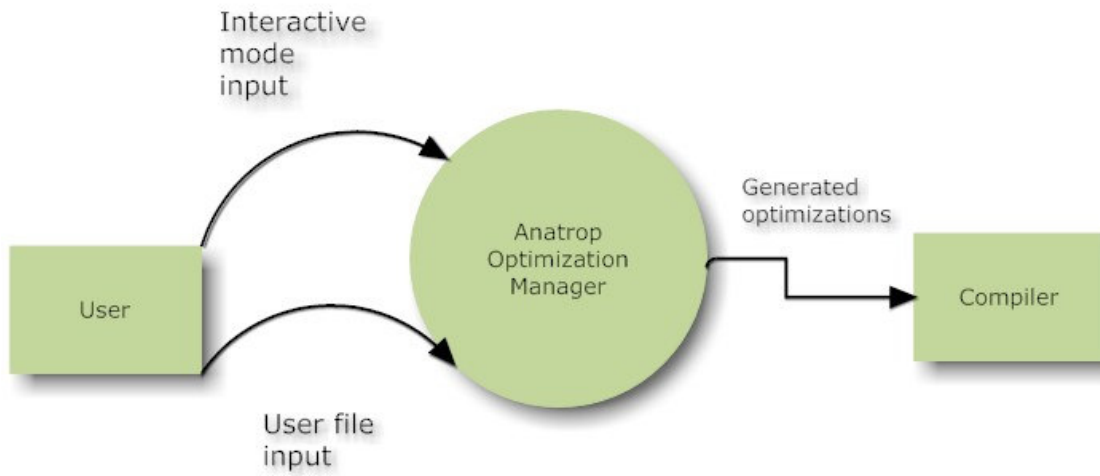 Interactive
mode
input
Generated
optimizations
Anatrop
Optimization
Manager
User
Compiler
User file
input